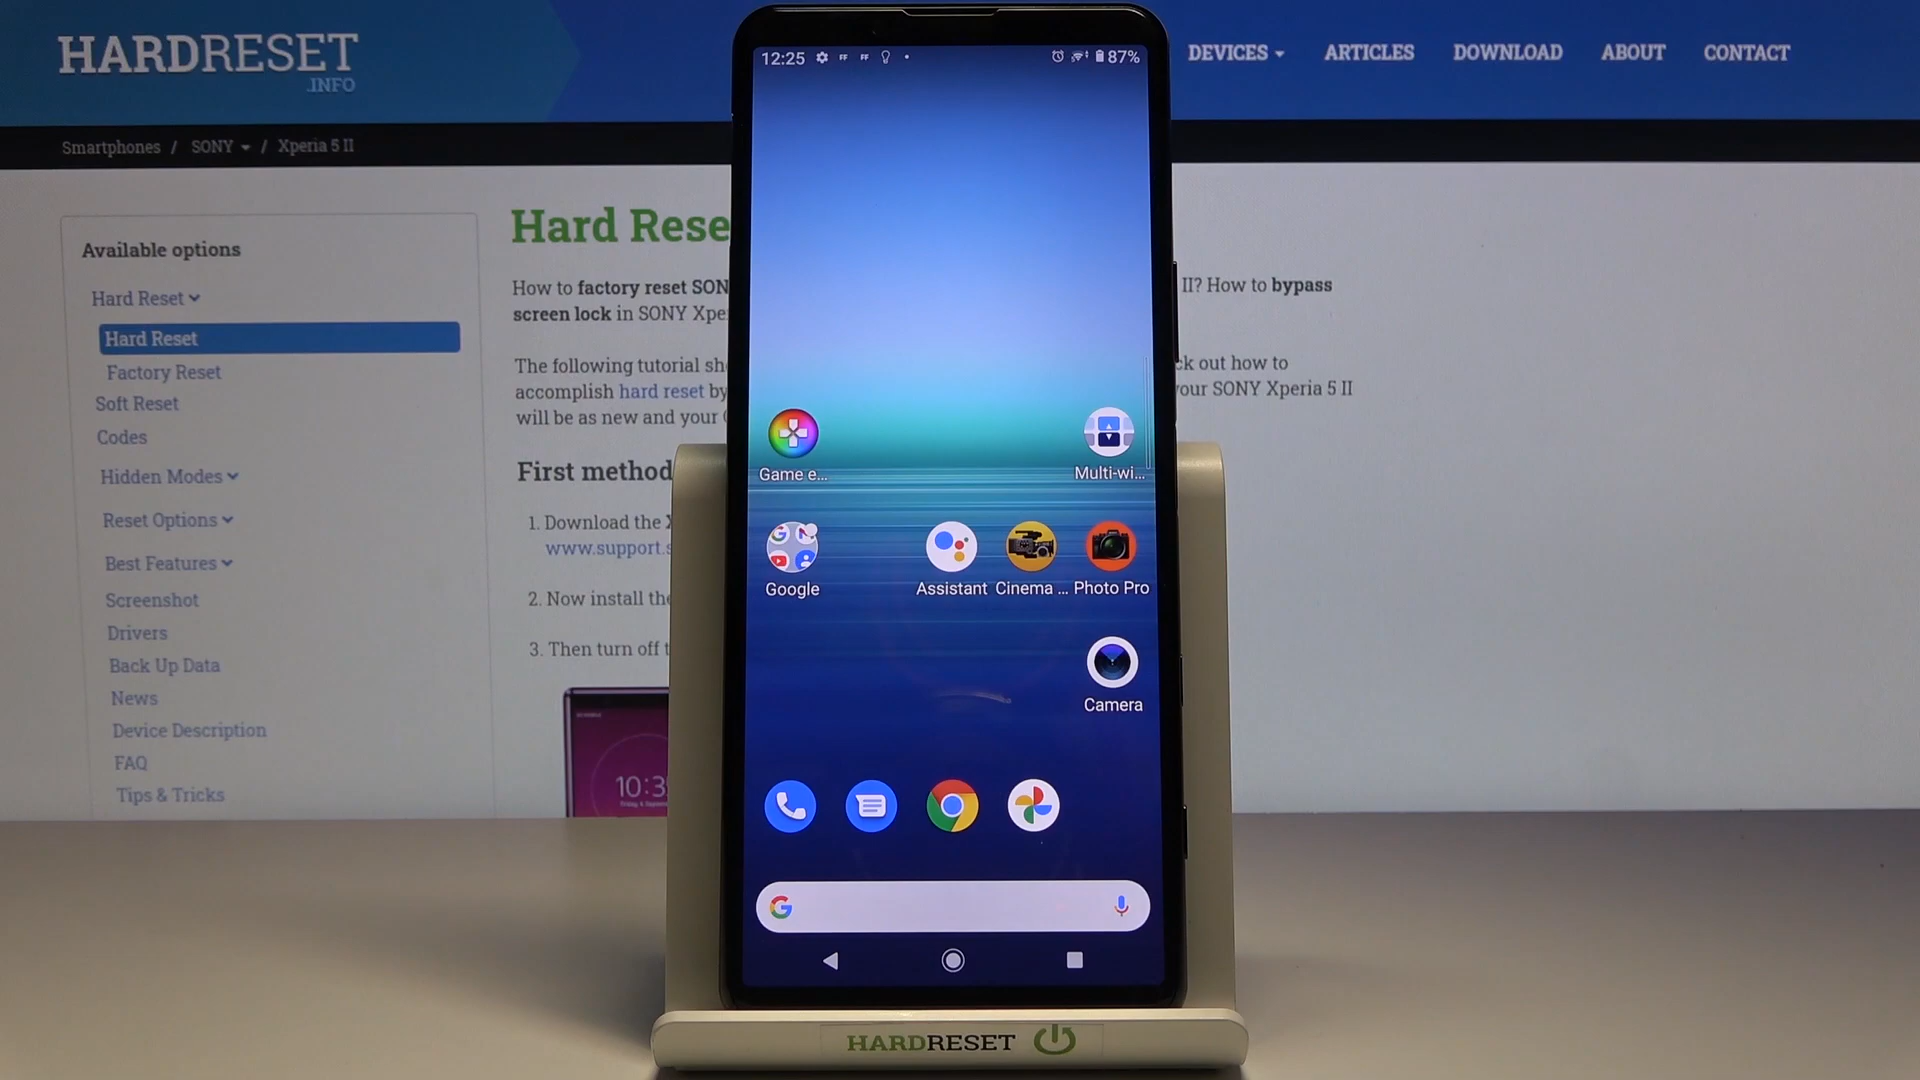 HARDRESET
.INFO
DEVICES
ARTICLES
DOWNLOAD
ABOUT
CONTACT
Smartphones / SONY / Xperia 5 II
Available options
Hard Reset
Hard Reset
Factory Reset
Soft Reset
Codes
Hidden Modes
Reset Options
Best Features
Screenshot
Drivers
Back Up Data
News
Device Description
FAQ
Tips & Tricks
Hard Rese
How to factory reset SON
II? How to bypass
screen lock in SONY Xpe
The following tutorial sh
ck out how to
accomplish hard reset by
your SONY Xperia 5 II
will be as new and your
First method
1. Download the
www.support.s
2. Now install the
3. Then turn off t
10:3
12:25
87%
Game e...
Multi-wi...
Google
Assistant
Cinema ...
Photo Pro
Camera
HARDRESET